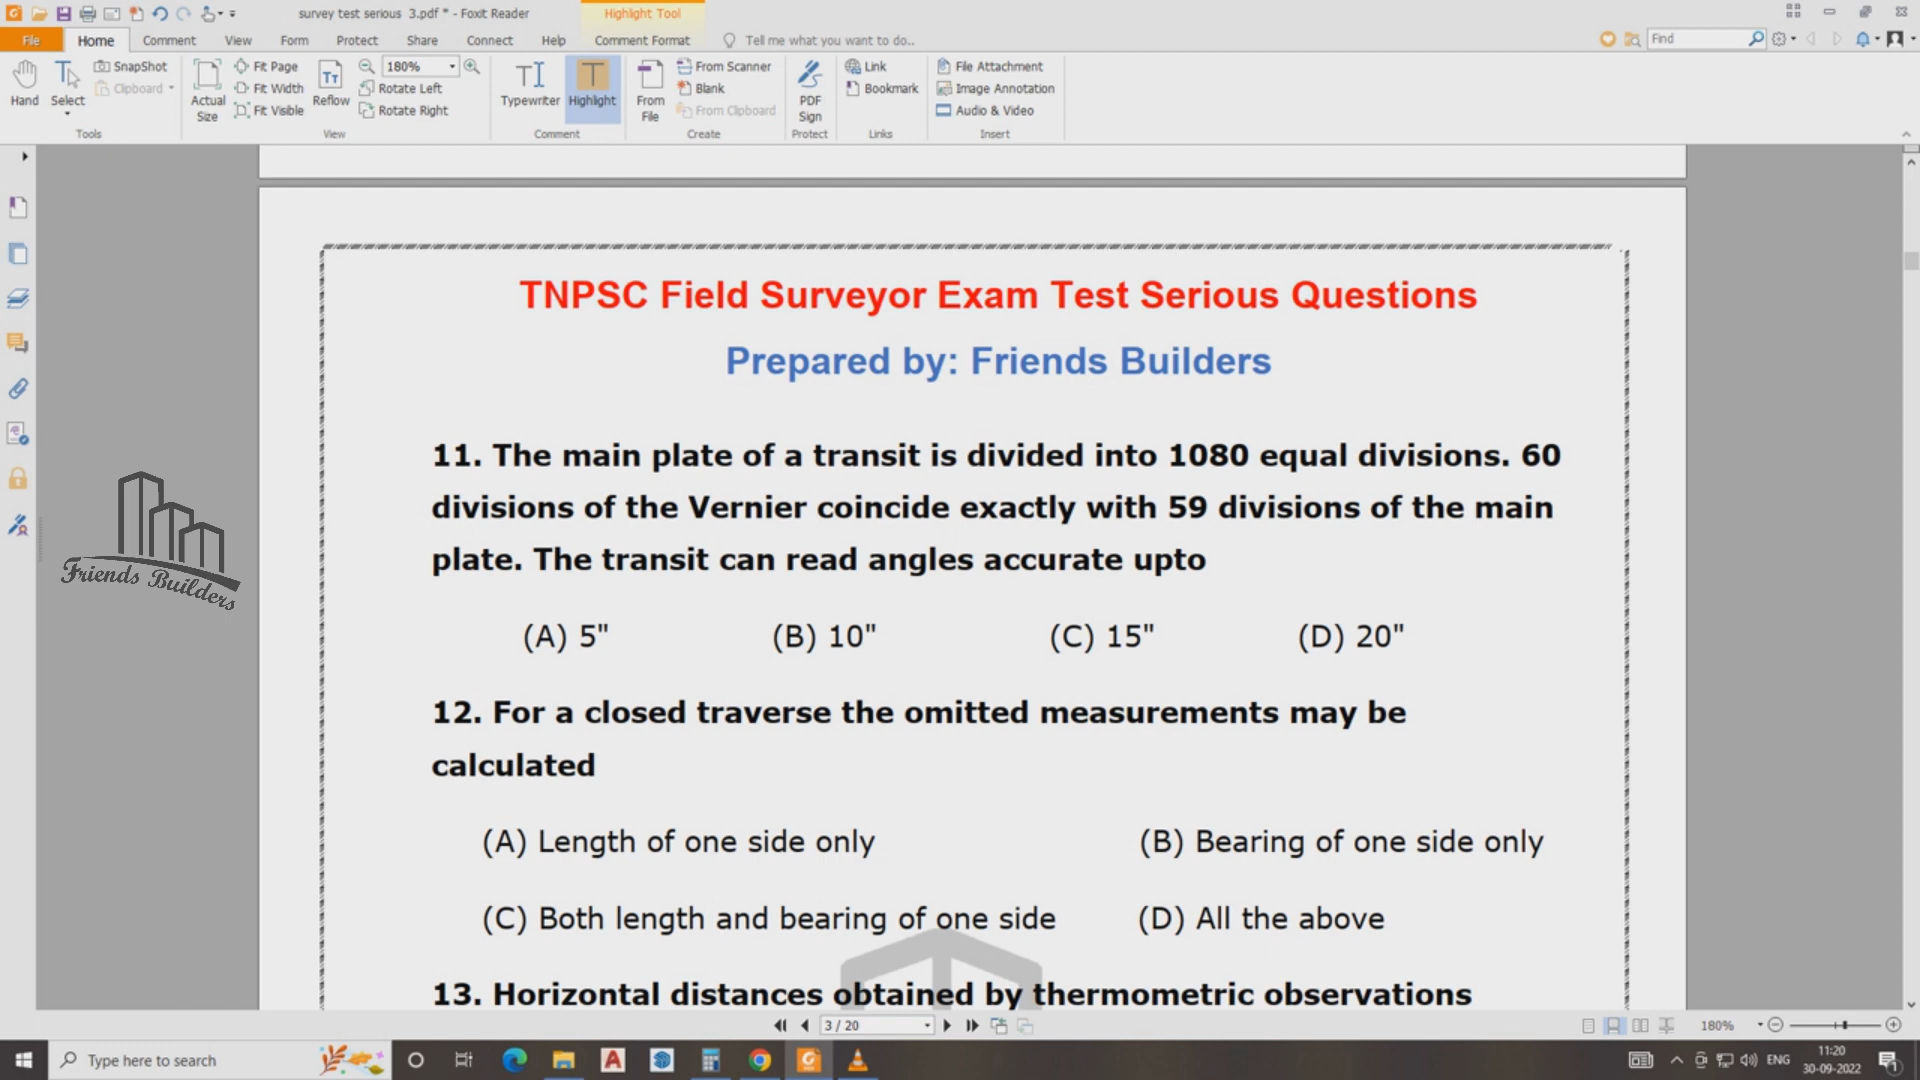 survey test serious 3.pdf * - Foxit Reader
Highlight Tool
File
Home
Comment
View
Form
Protect
Share
Connect
Help
Comment Format
Tell me what you want to do..
Find
Hand
Select
SnapShot
Clipboard
Tools
Actual Size
Fit Page
Fit Width
Fit Visible
Reflow
180%
Rotate Left
Rotate Right
View
Typewriter
Highlight
Comment
From File
From Scanner
Blank
From Clipboard
Create
PDF Sign
Protect
Link
Bookmark
Links
File Attachment
Image Annotation
Audio & Video
Insert
TNPSC Field Surveyor Exam Test Serious Questions
Prepared by: Friends Builders
11. The main plate of a transit is divided into 1080 equal divisions. 60
divisions of the Vernier coincide exactly with 59 divisions of the main
plate. The transit can read angles accurate upto
(A) 5" (B) 10" (C) 15" (D) 20"
12. For a closed traverse the omitted measurements may be
calculated
(A) Length of one side only (B) Bearing of one side only
(C) Both length and bearing of one side (D) All the above
13. Horizontal distances obtained by thermometric observations
Friends Builders
3 / 20
180%
Type here to search
ENG
11:20
30-09-2022